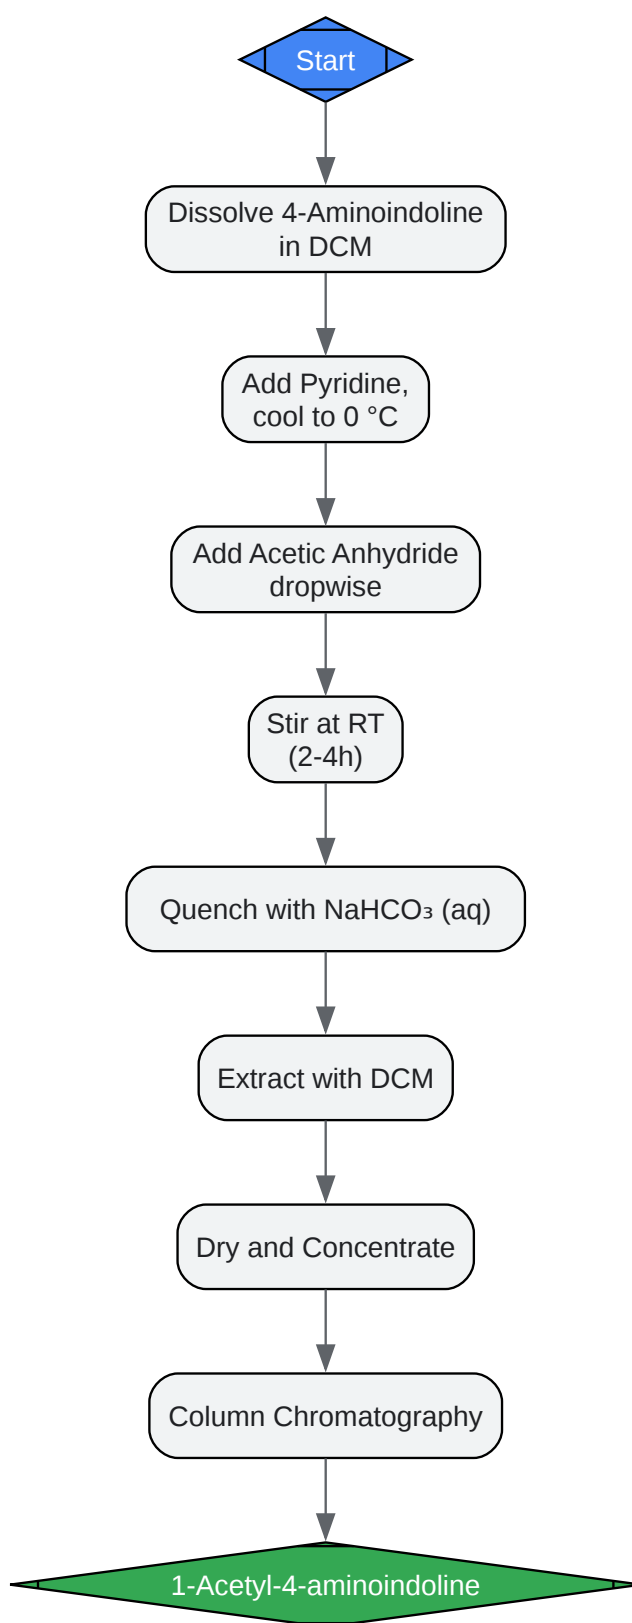 Start
Dissolve 4-Aminoindoline
in DCM
Add Pyridine,
cool to 0 °C
Add Acetic Anhydride
dropwise
Stir at RT
(2-4h)
Quench with NaHCO₃ (aq)
Extract with DCM
Dry and Concentrate
Column Chromatography
1-Acetyl-4-aminoindoline